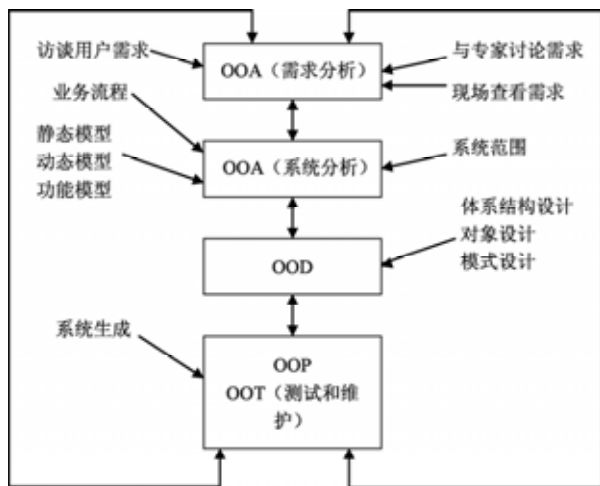 访谈用户需求
OOA（需求分析）
与专家讨论需求
现场查看需求
业务流程
静态模型
动态模型
功能模型
OOA（系统分析）
系统范围
体系结构设计
对象设计
模式设计
OOD
系统生成
OOP
OOT（测试和维
护）